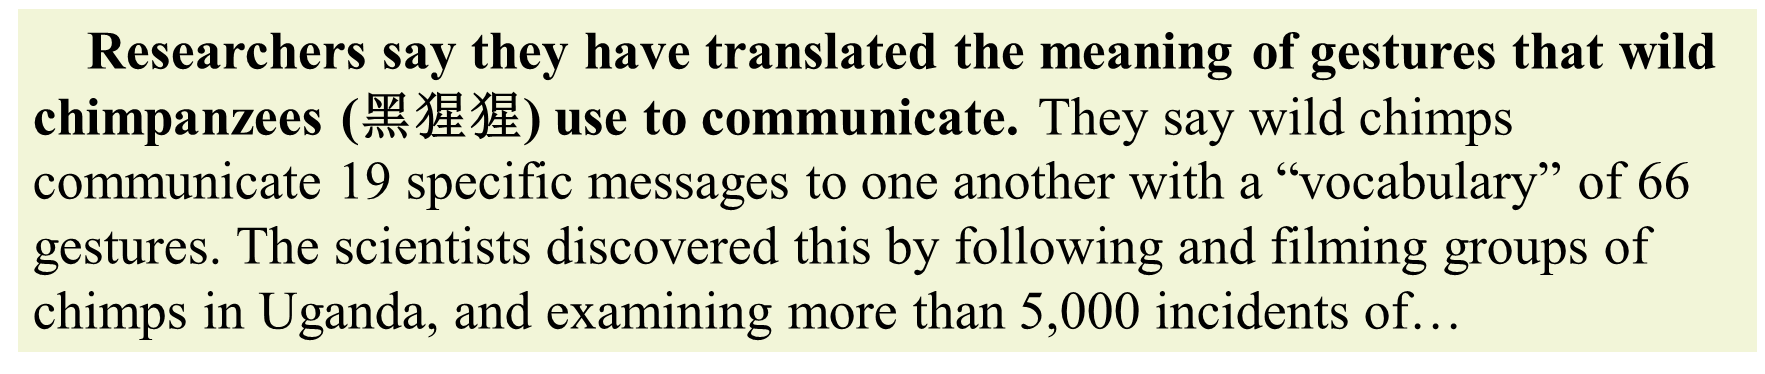 Researchers say they have translated the meaning of gestures that wild
chimpanzees (黑猩猩) use to communicate. They say wild chimps
communicate 19 specific messages to one another with a “vocabulary” of 66
gestures. The scientists discovered this by following and filming groups of
chimps in Uganda, and examining more than 5,000 incidents of…